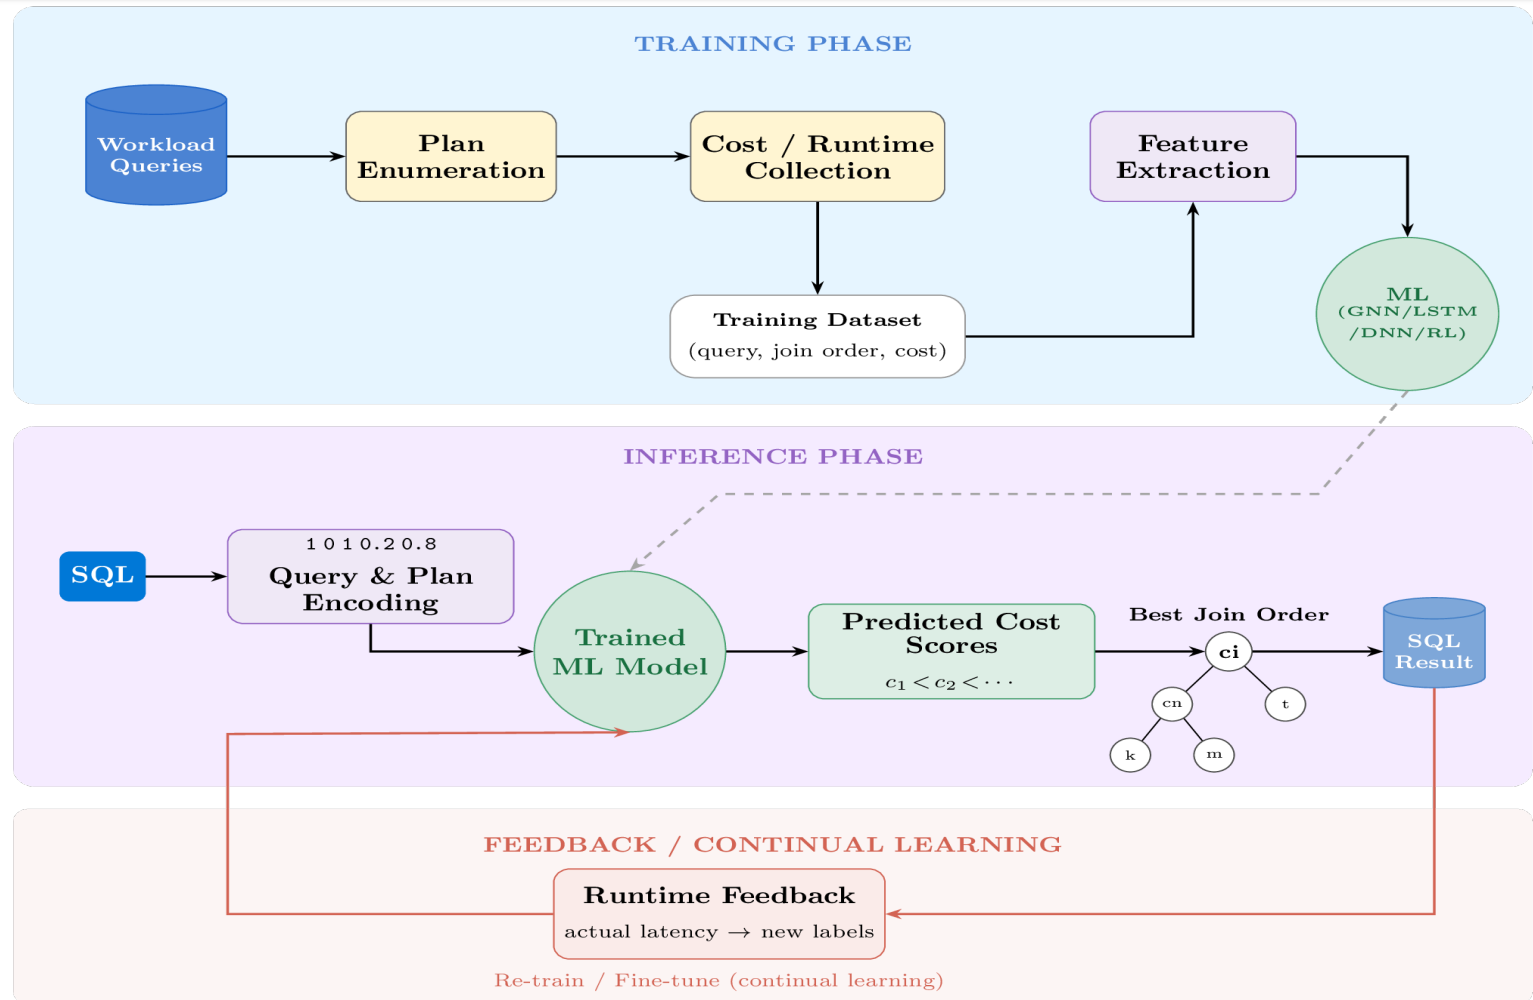 TRAINING PHASE
Workload
Queries
Plan
Enumeration
Cost / Runtime
Collection
Feature
Extraction
ML
(GNN/LSTM
/DNN/RL)
Training Dataset
(query, join order, cost)
INFERENCE PHASE
SQL
1 0 1 0.2 0.8
Query & Plan
Encoding
Trained
ML Model
Predicted Cost
Scores
c₁ < c₂ < ···
Best Join Order
ci
cn
t
k
m
SQL
Result
FEEDBACK / CONTINUAL LEARNING
Runtime Feedback
actual latency → new labels
Re-train / Fine-tune (continual learning)